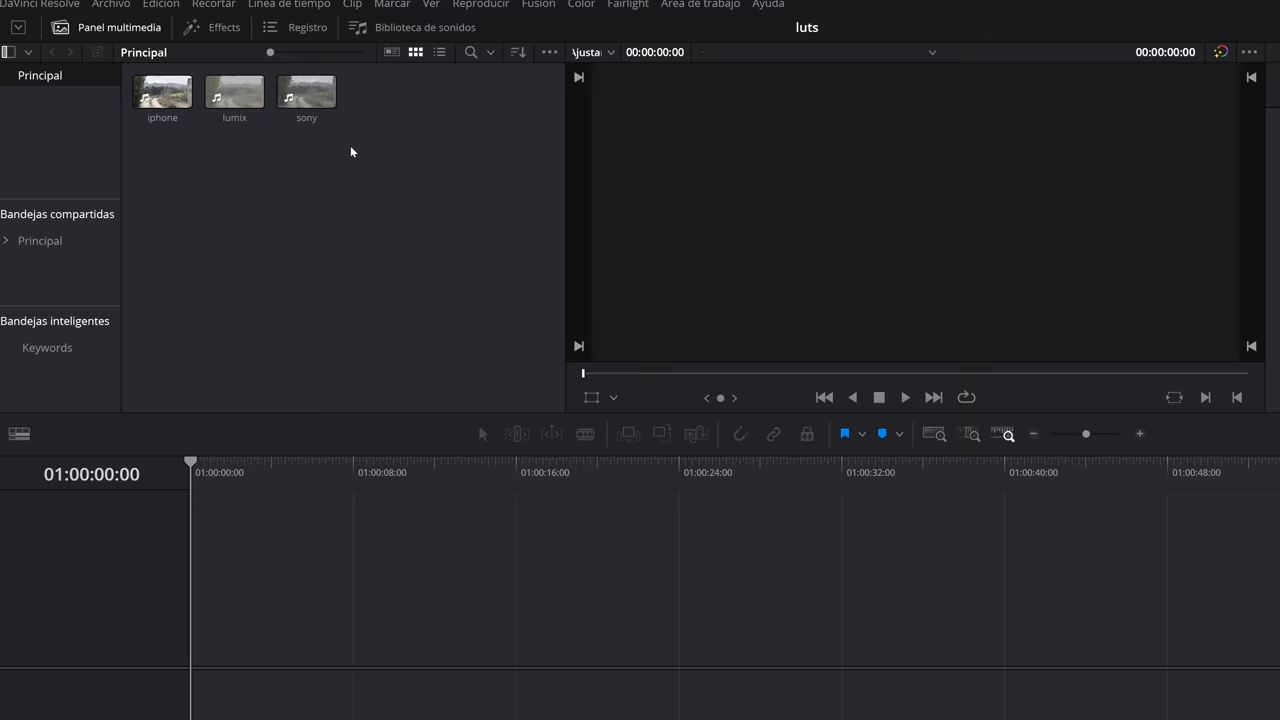 DaVinci Resolve Archivo Edición Recortar Línea de tiempo Clip Marcar Ver Reproducir Fusion Color Fairlight Área de trabajo Ayuda
Panel multimedia Effects Registro Biblioteca de sonidos luts
Principal Ajusta 00:00:00:00 00:00:00:00
Principal
iphone lumix sony
Bandejas compartidas
Principal
Bandejas inteligentes
Keywords
01:00:00:00 01:00:00:00 01:00:08:00 01:00:16:00 01:00:24:00 01:00:32:00 01:00:40:00 01:00:48:00